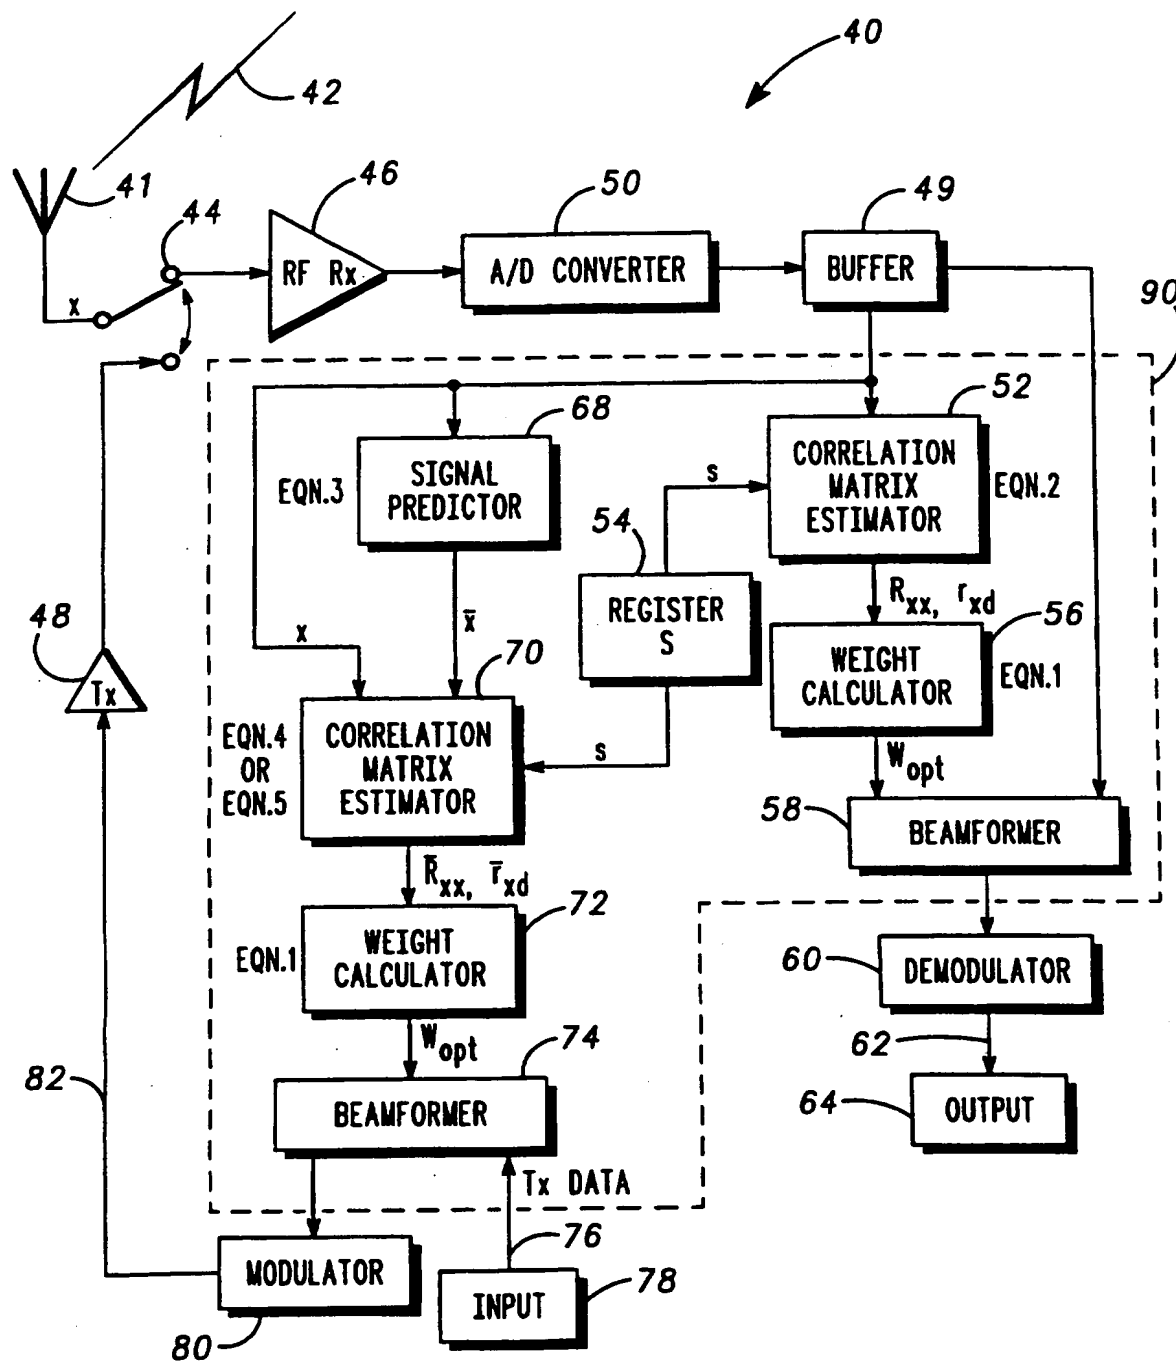 40
42
41
44
46
50
49
RF Rx
A/D CONVERTER
BUFFER
x
90
68
52
EQN.3
SIGNAL
PREDICTOR
s
CORRELATION
MATRIX
ESTIMATOR
EQN.2
54
REGISTER
S
R̄xx, r̄xd
56
48
Tx
x
x̄
70
WEIGHT
CALCULATOR
EQN.1
EQN.4
OR
EQN.5
CORRELATION
MATRIX
ESTIMATOR
s
Wopt
58
BEAMFORMER
R̄xx, r̄xd
72
EQN.1
WEIGHT
CALCULATOR
60
DEMODULATOR
Wopt
74
62
82
BEAMFORMER
64
OUTPUT
Tx DATA
76
MODULATOR
INPUT
78
80